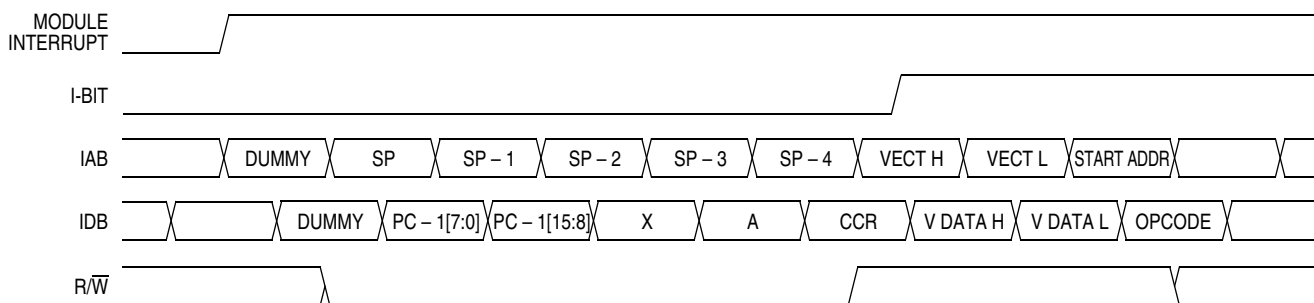 MODULE
INTERRUPT
I-BIT
IAB DUMMY SP SP – 1 SP – 2 SP – 3 SP – 4 VECT H VECT L START ADDR
IDB DUMMY PC – 1[7:0] PC – 1[15:8] X A CCR V DATA H V DATA L OPCODE
R/W̅